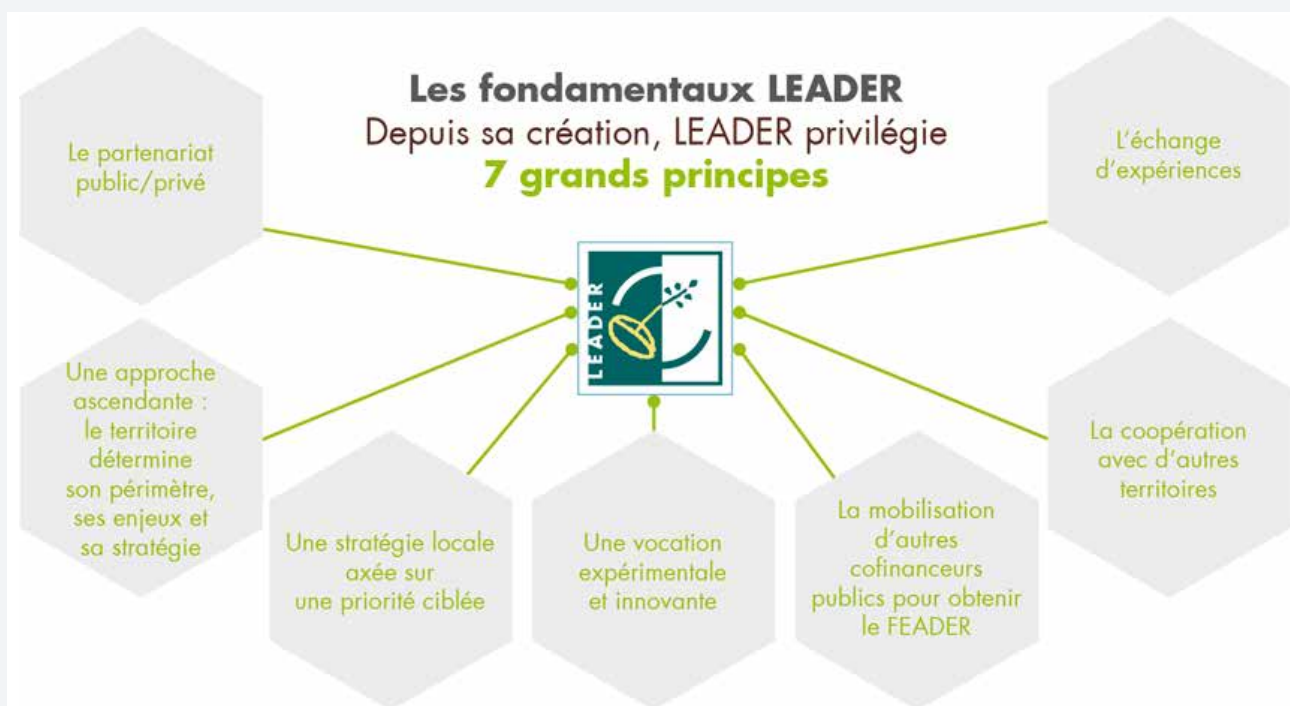 Les fondamentaux LEADER
Depuis sa création, LEADER privilégie
7 grands principes
Le partenariat
public/privé
Une approche
ascendante :
le territoire
détermine
son périmètre,
ses enjeux et
sa stratégie
Une stratégie locale
axée sur
une priorité ciblée
Une vocation
expérimentale
et innovante
La mobilisation
d'autres
cofinanceurs
publics pour obtenir
le FEADER
La coopération
avec d'autres
territoires
L'échange
d'expériences
LEADER